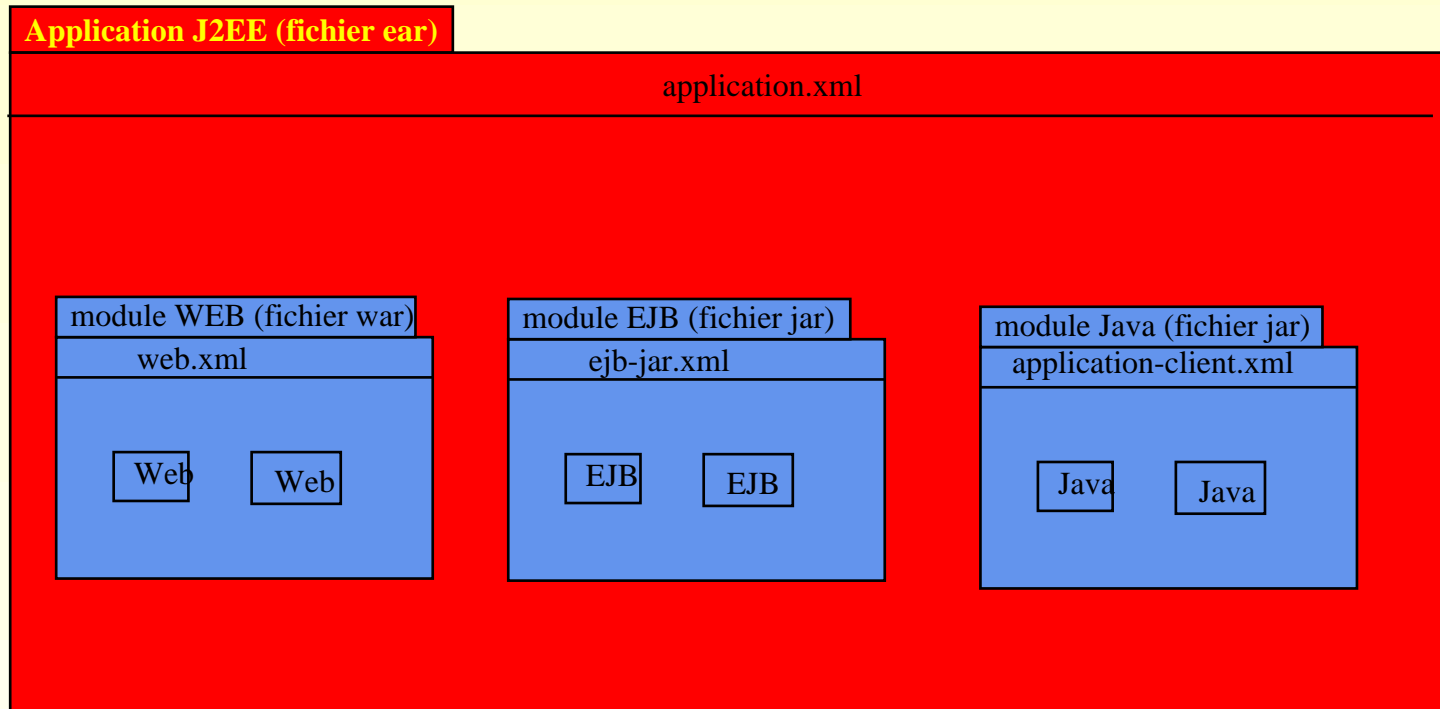 Application J2EE (fichier ear)
application.xml
module WEB (fichier war)
web.xml
Web
Web
module EJB (fichier jar)
ejb-jar.xml
EJB
EJB
module Java (fichier jar)
application-client.xml
Java
Java